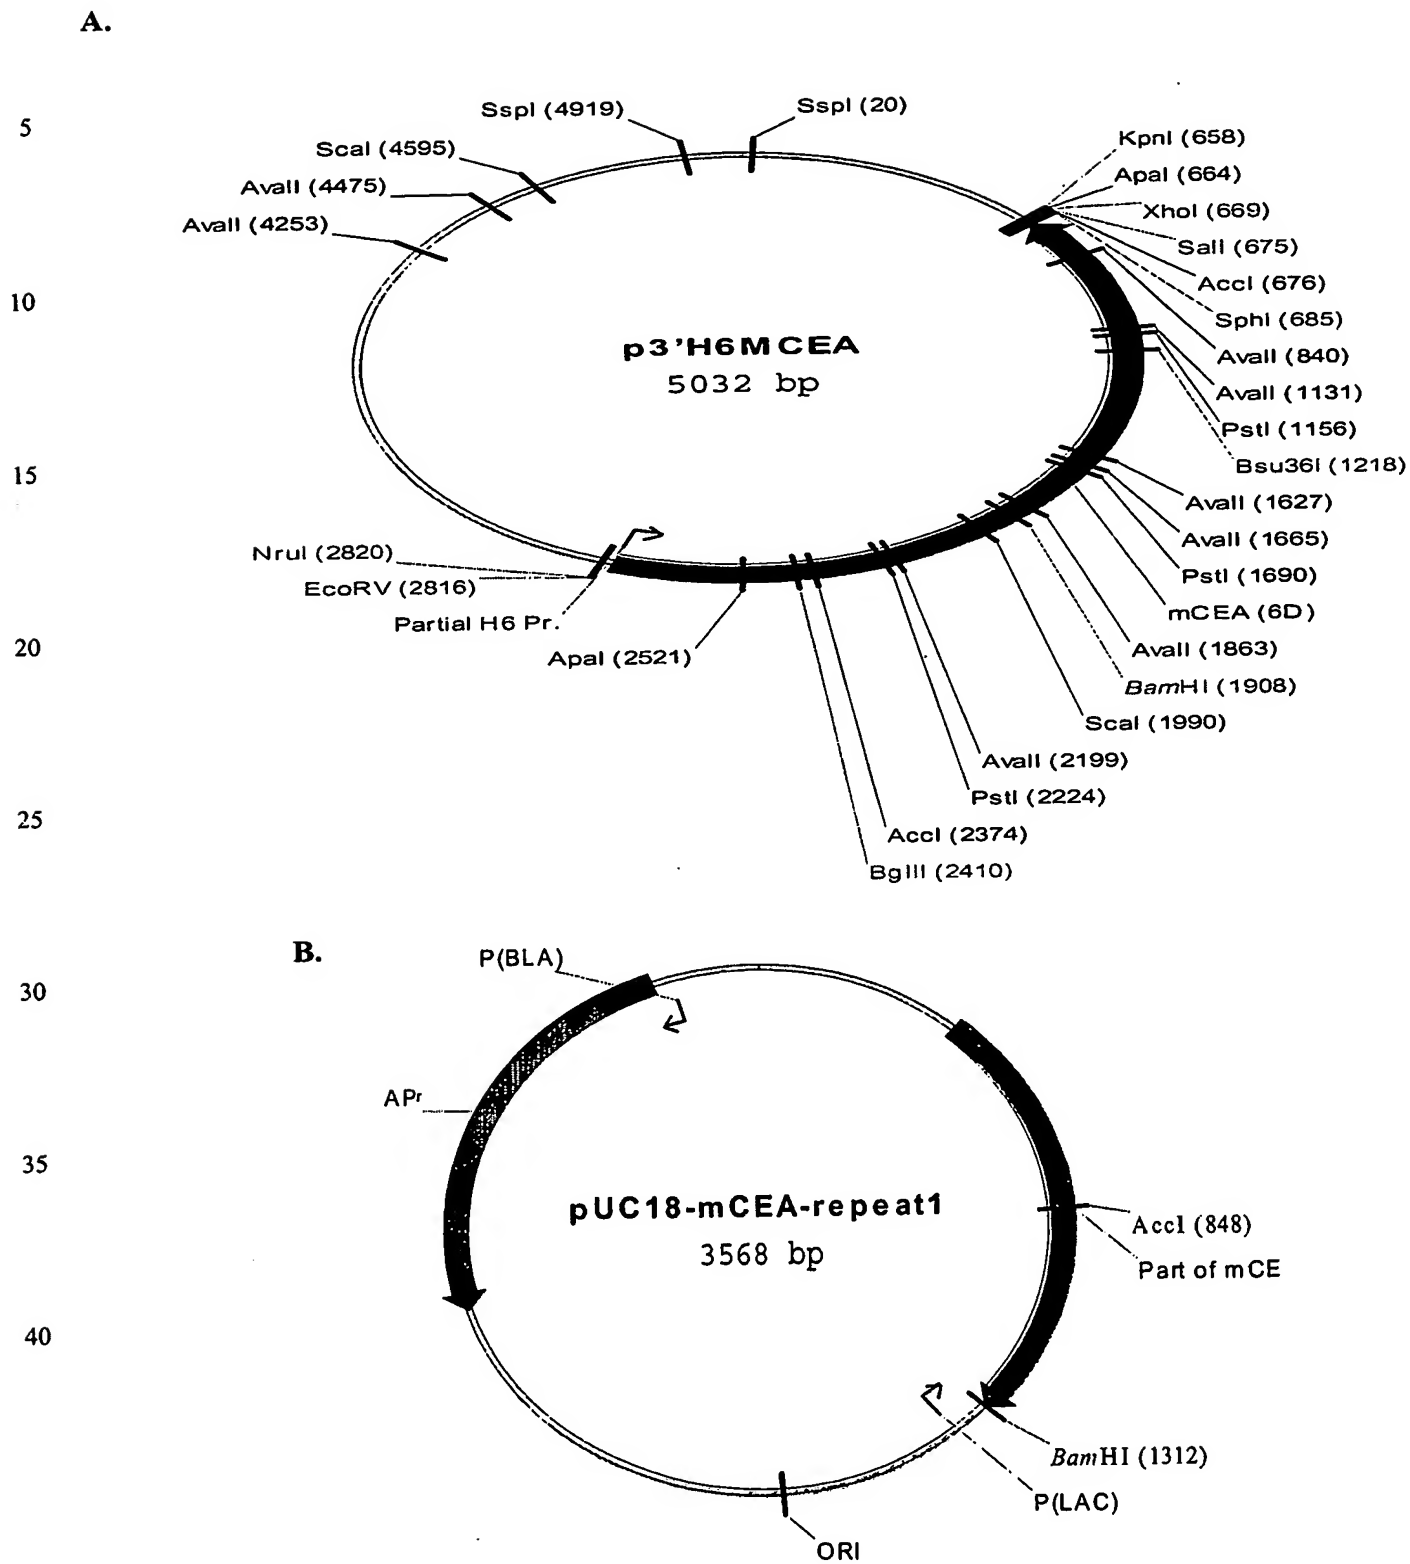 A.
5
SspI (4919)
SspI (20)
ScaI (4595)
KpnI (658)
AvaII (4475)
ApaI (664)
AvaII (4253)
XhoI (669)
SalI (675)
AccI (676)
10
SphI (685)
p3'H6MCEA
AvaII (840)
5032 bp
AvaII (1131)
PstI (1156)
Bsu36I (1218)
15
AvaII (1627)
AvaII (1665)
NruI (2820)
PstI (1690)
EcoRV (2816)
mCEA (6D)
Partial H6 Pr.
20
AvaII (1863)
ApaI (2521)
BamHI (1908)
ScaI (1990)
AvaII (2199)
PstI (2224)
25
AccI (2374)
BglII (2410)
B.
P(BLA)
30
APr
35
pUC18-mCEA-repeat1
AccI (848)
3568 bp
Part of mCE
40
BamHI (1312)
P(LAC)
ORI